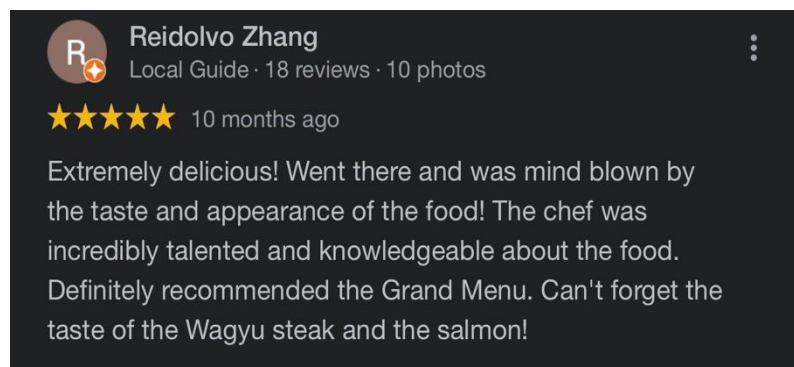 R
Reidolvo Zhang
Local Guide · 18 reviews · 10 photos
10 months ago
Extremely delicious! Went there and was mind blown by
the taste and appearance of the food! The chef was
incredibly talented and knowledgeable about the food.
Definitely recommended the Grand Menu. Can't forget the
taste of the Wagyu steak and the salmon!